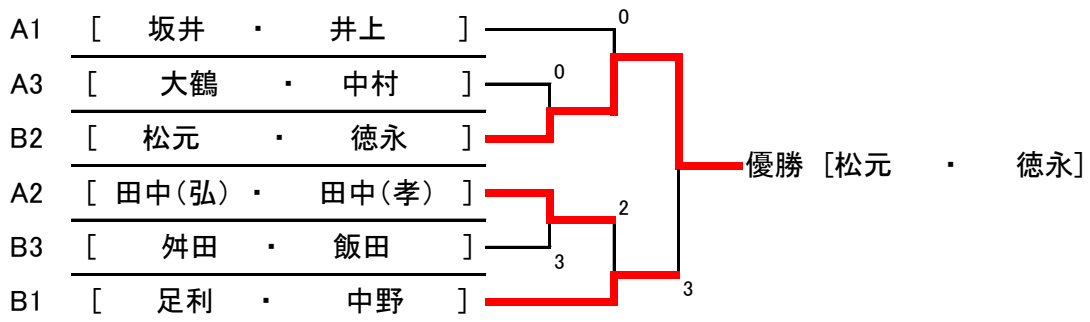 0
A1 [ 坂井 ・ 井上 ]
0
A3 [ 大鶴 ・ 中村 ]
B2 [ 松元 ・ 徳永 ]
優勝 [松元 ・ 徳永]
A2 [ 田中(弘) ・ 田中(孝) ]
2
B3 [ 舛田 ・ 飯田 ]
3
3
B1 [ 足利 ・ 中野 ]